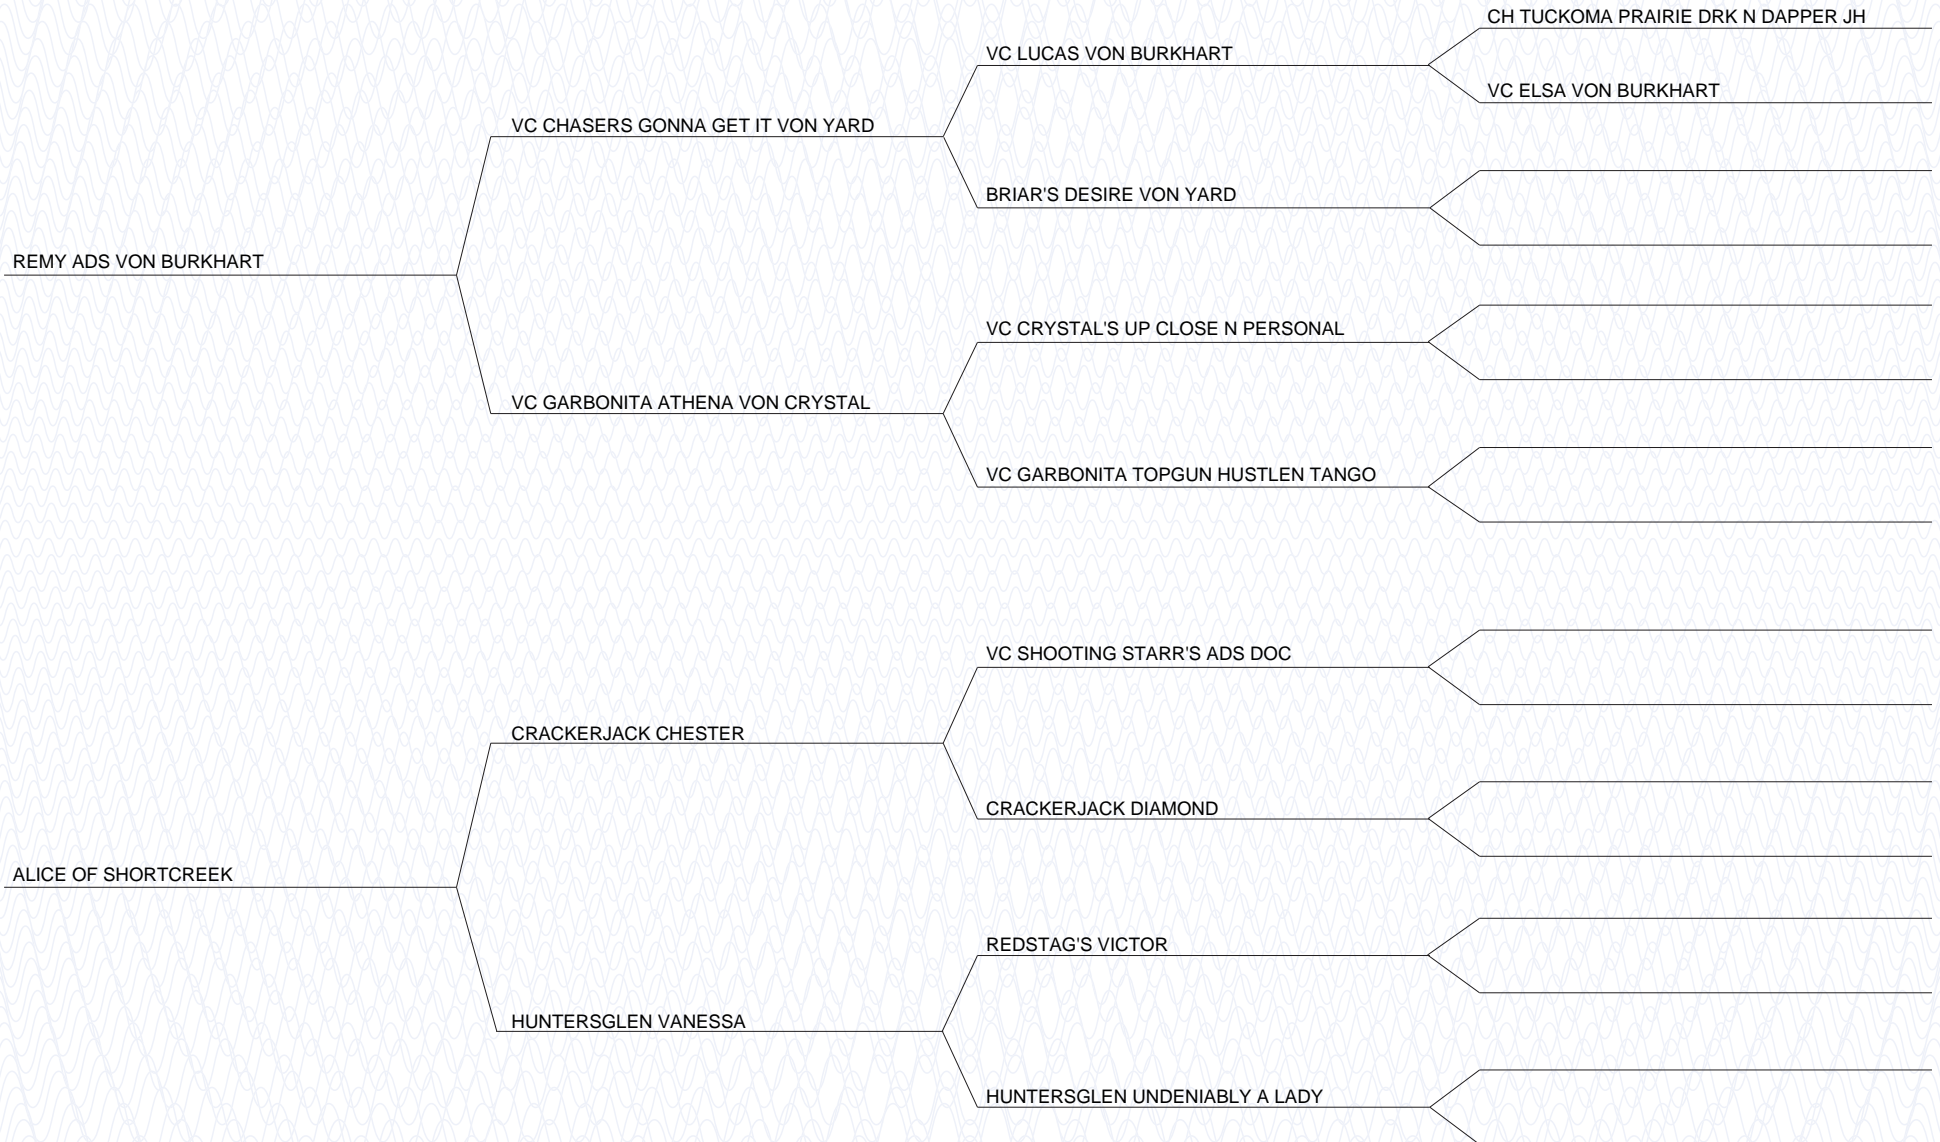 CH TUCKOMA PRAIRIE DRK N DAPPER JH
VC LUCAS VON BURKHART
VC ELSA VON BURKHART
VC CHASERS GONNA GET IT VON YARD
BRIAR'S DESIRE VON YARD
REMY ADS VON BURKHART
VC CRYSTAL'S UP CLOSE N PERSONAL
VC GARBONITA ATHENA VON CRYSTAL
VC GARBONITA TOPGUN HUSTLEN TANGO
VC SHOOTING STARR'S ADS DOC
CRACKERJACK CHESTER
CRACKERJACK DIAMOND
ALICE OF SHORTCREEK
REDSTAG'S VICTOR
HUNTERSGLEN VANESSA
HUNTERSGLEN UNDENIABLY A LADY